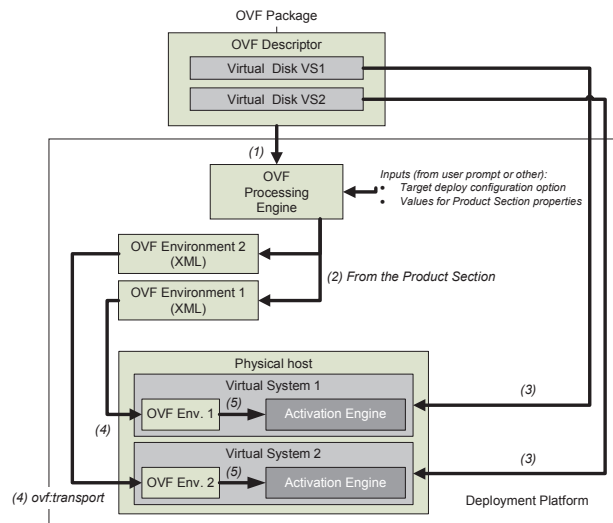 OVF Package
OVF Descriptor
Virtual Disk VS1
Virtual Disk VS2
(1)
OVF
Processing
Engine
Inputs (from user prompt or other):
• Target deploy configuration option
• Values for Product Section properties
OVF Environment 2
(XML)
(2) From the Product Section
OVF Environment 1
(XML)
Physical host
Virtual System 1
(3)
OVF Env. 1
(5)
Activation Engine
(4)
Virtual System 2
(3)
OVF Env. 2
(5)
Activation Engine
(4) ovf:transport
Deployment Platform